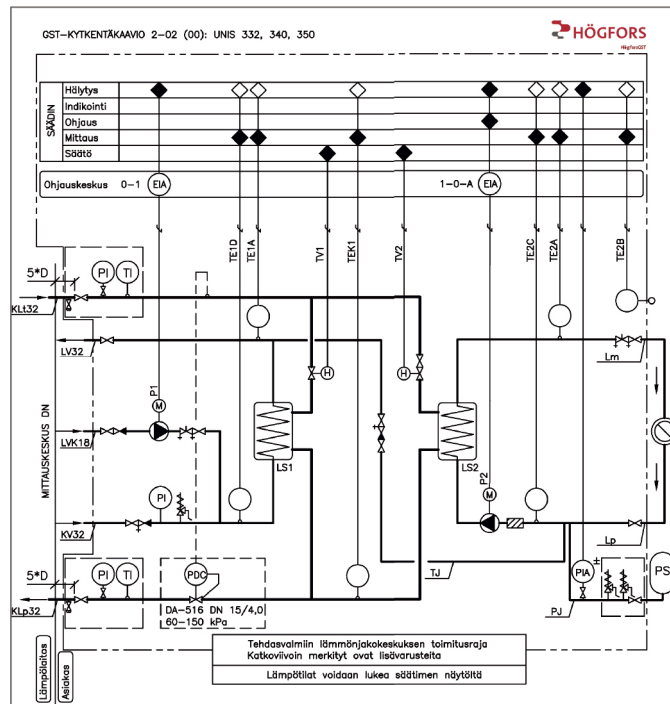 GST-KYTKENTÄKAAVIO 2-02 (00): UNIS 332, 340, 350
HÖGFORS
HögforsGST
SÄÄDIN
Hälytys
Indikointi
Ohjaus
Mittaus
Säätö
Ohjauskeskus 0-1 EIA 1-0-A EIA
TE1D
TE1A
TV1
TEK1
TV2
TE2C
TE2A
TE2B
5*D
PI TI
KLt32
LV32
Lm
H
H
P1
M
LVK18
LS1
LS2
MITTAUSKESKUS DN
PI
P2
M
KV32
Lp
5*D
PI TI
PDC
TJ
PIA
H
PS
KLp32
DA-516 DN 15/4,0
60-150 kPa
PJ
Tehdasvalmiin lämmönjakokeskuksen toimitusraja
Katkoviivoin merkityt ovat lisävarusteita
Lämpötilat voidaan lukea säätimen näytöltä
Lämpölaitos
Asiakas